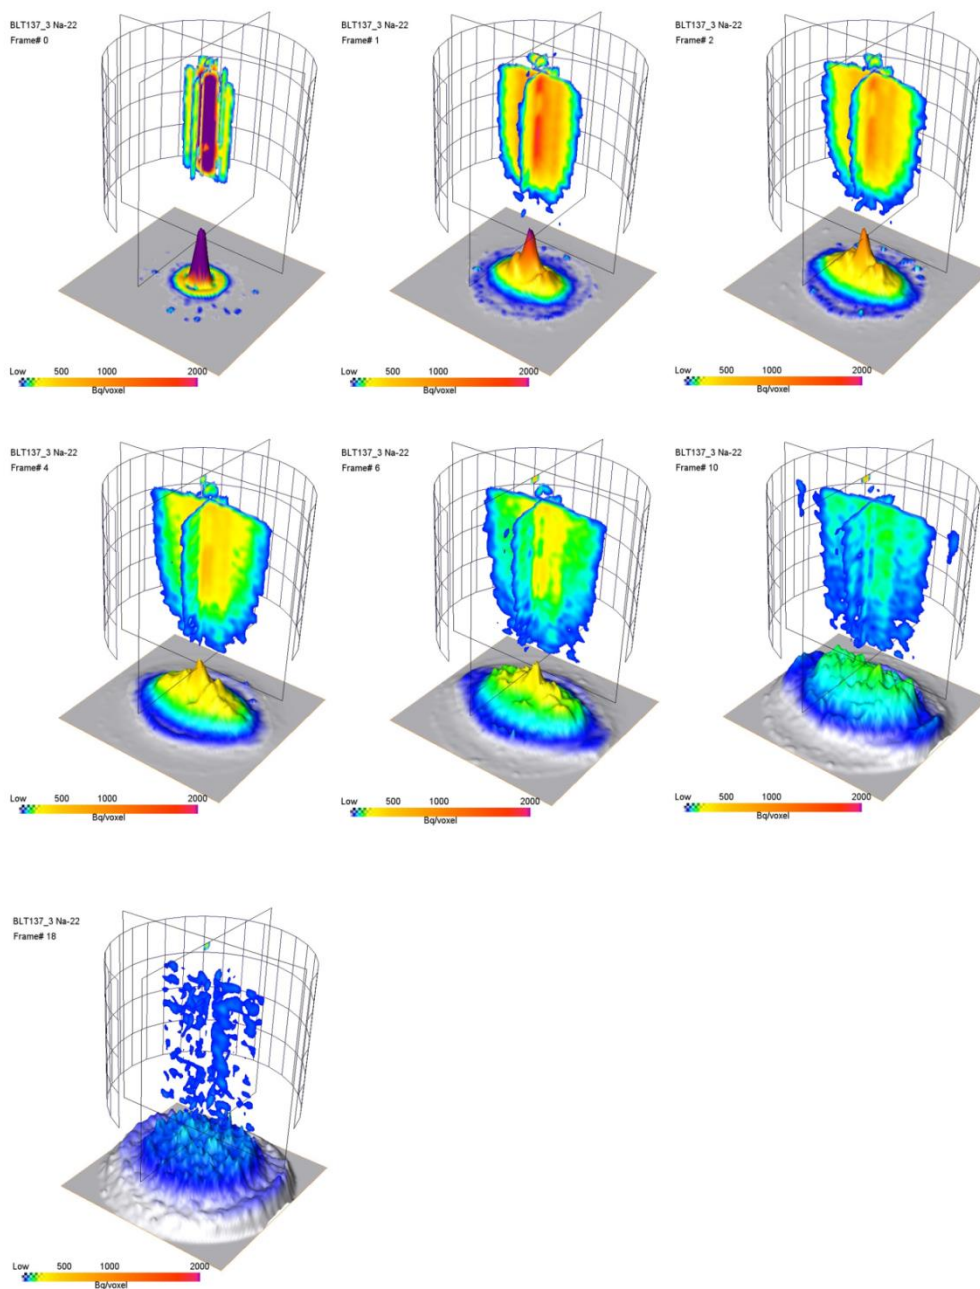 BLT137_3 Na-22
Frame# 0
Low 500 1000 2000
Bq/voxel
BLT137_3 Na-22
Frame# 1
Low 500 1000 2000
Bq/voxel
BLT137_3 Na-22
Frame# 2
Low 500 1000 2000
Bq/voxel
BLT137_3 Na-22
Frame# 4
Low 500 1000 2000
Bq/voxel
BLT137_3 Na-22
Frame# 6
Low 500 1000 2000
Bq/voxel
BLT137_3 Na-22
Frame# 10
Low 500 1000 2000
Bq/voxel
BLT137_3 Na-22
Frame# 18
Low 500 1000 2000
Bq/voxel